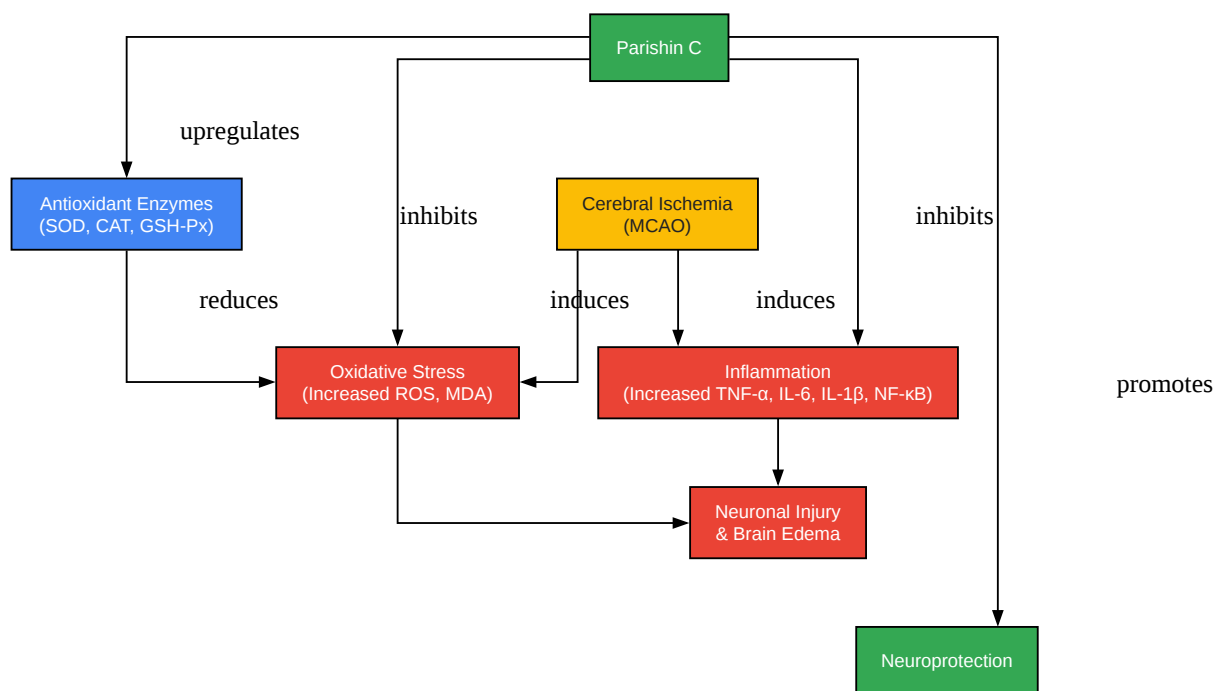 Parishin C
upregulates
Antioxidant Enzymes
(SOD, CAT, GSH-Px)
Cerebral Ischemia
(MCAO)
inhibits
inhibits
reduces
induces
induces
Oxidative Stress
(Increased ROS, MDA)
Inflammation
(Increased TNF-α, IL-6, IL-1β, NF-κB)
promotes
Neuronal Injury
& Brain Edema
Neuroprotection